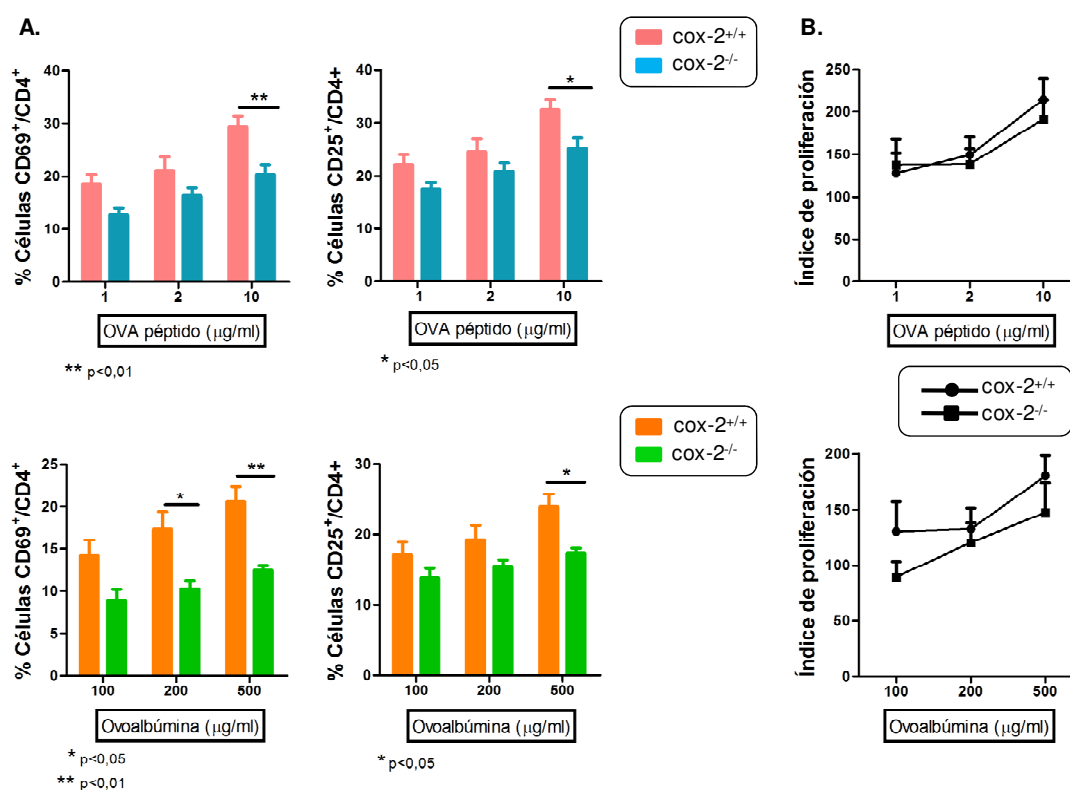 A.
cox-2+/+
cox-2-/-
B.
% Células CD69+/CD4+
40
30
20
10
0
**
1 2 10
OVA péptido (µg/ml)
** p<0,01
% Células CD25+/CD4+
40
30
20
10
0
*
1 2 10
OVA péptido (µg/ml)
* p<0,05
Índice de proliferación
250
200
150
100
50
0
1 2 10
OVA péptido (µg/ml)
cox-2+/+
cox-2-/-
% Células CD69+/CD4+
25
20
15
10
5
0
*
**
100 200 500
Ovoalbúmina (µg/ml)
* p<0,05
** p<0,01
% Células CD25+/CD4+
30
20
10
0
*
100 200 500
Ovoalbúmina (µg/ml)
* p<0,05
cox-2+/+
cox-2-/-
Índice de proliferación
200
150
100
50
0
100 200 500
Ovoalbúmina (µg/ml)